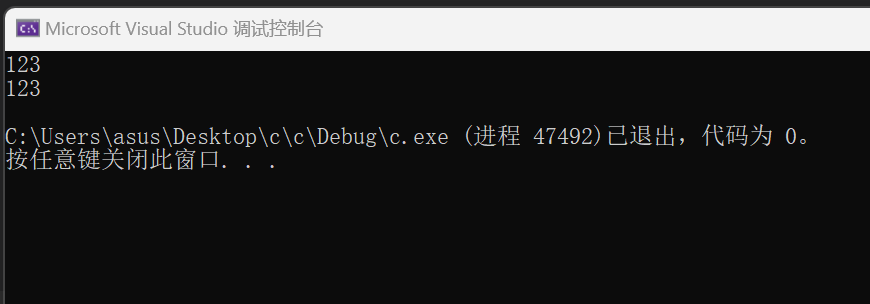 Microsoft Visual Studio 调试控制台
123
123
C:\Users\asus\Desktop\c\c\Debug\c.exe (进程 47492)已退出，代码为 0。
按任意键关闭此窗口. . .